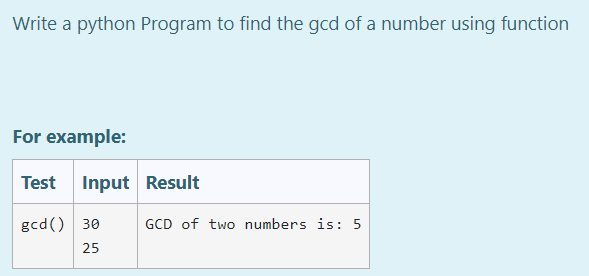 Write a python Program to find the gcd of a number using function
For example:
Test Input Result
gcd() 30 GCD of two numbers is: 5
25